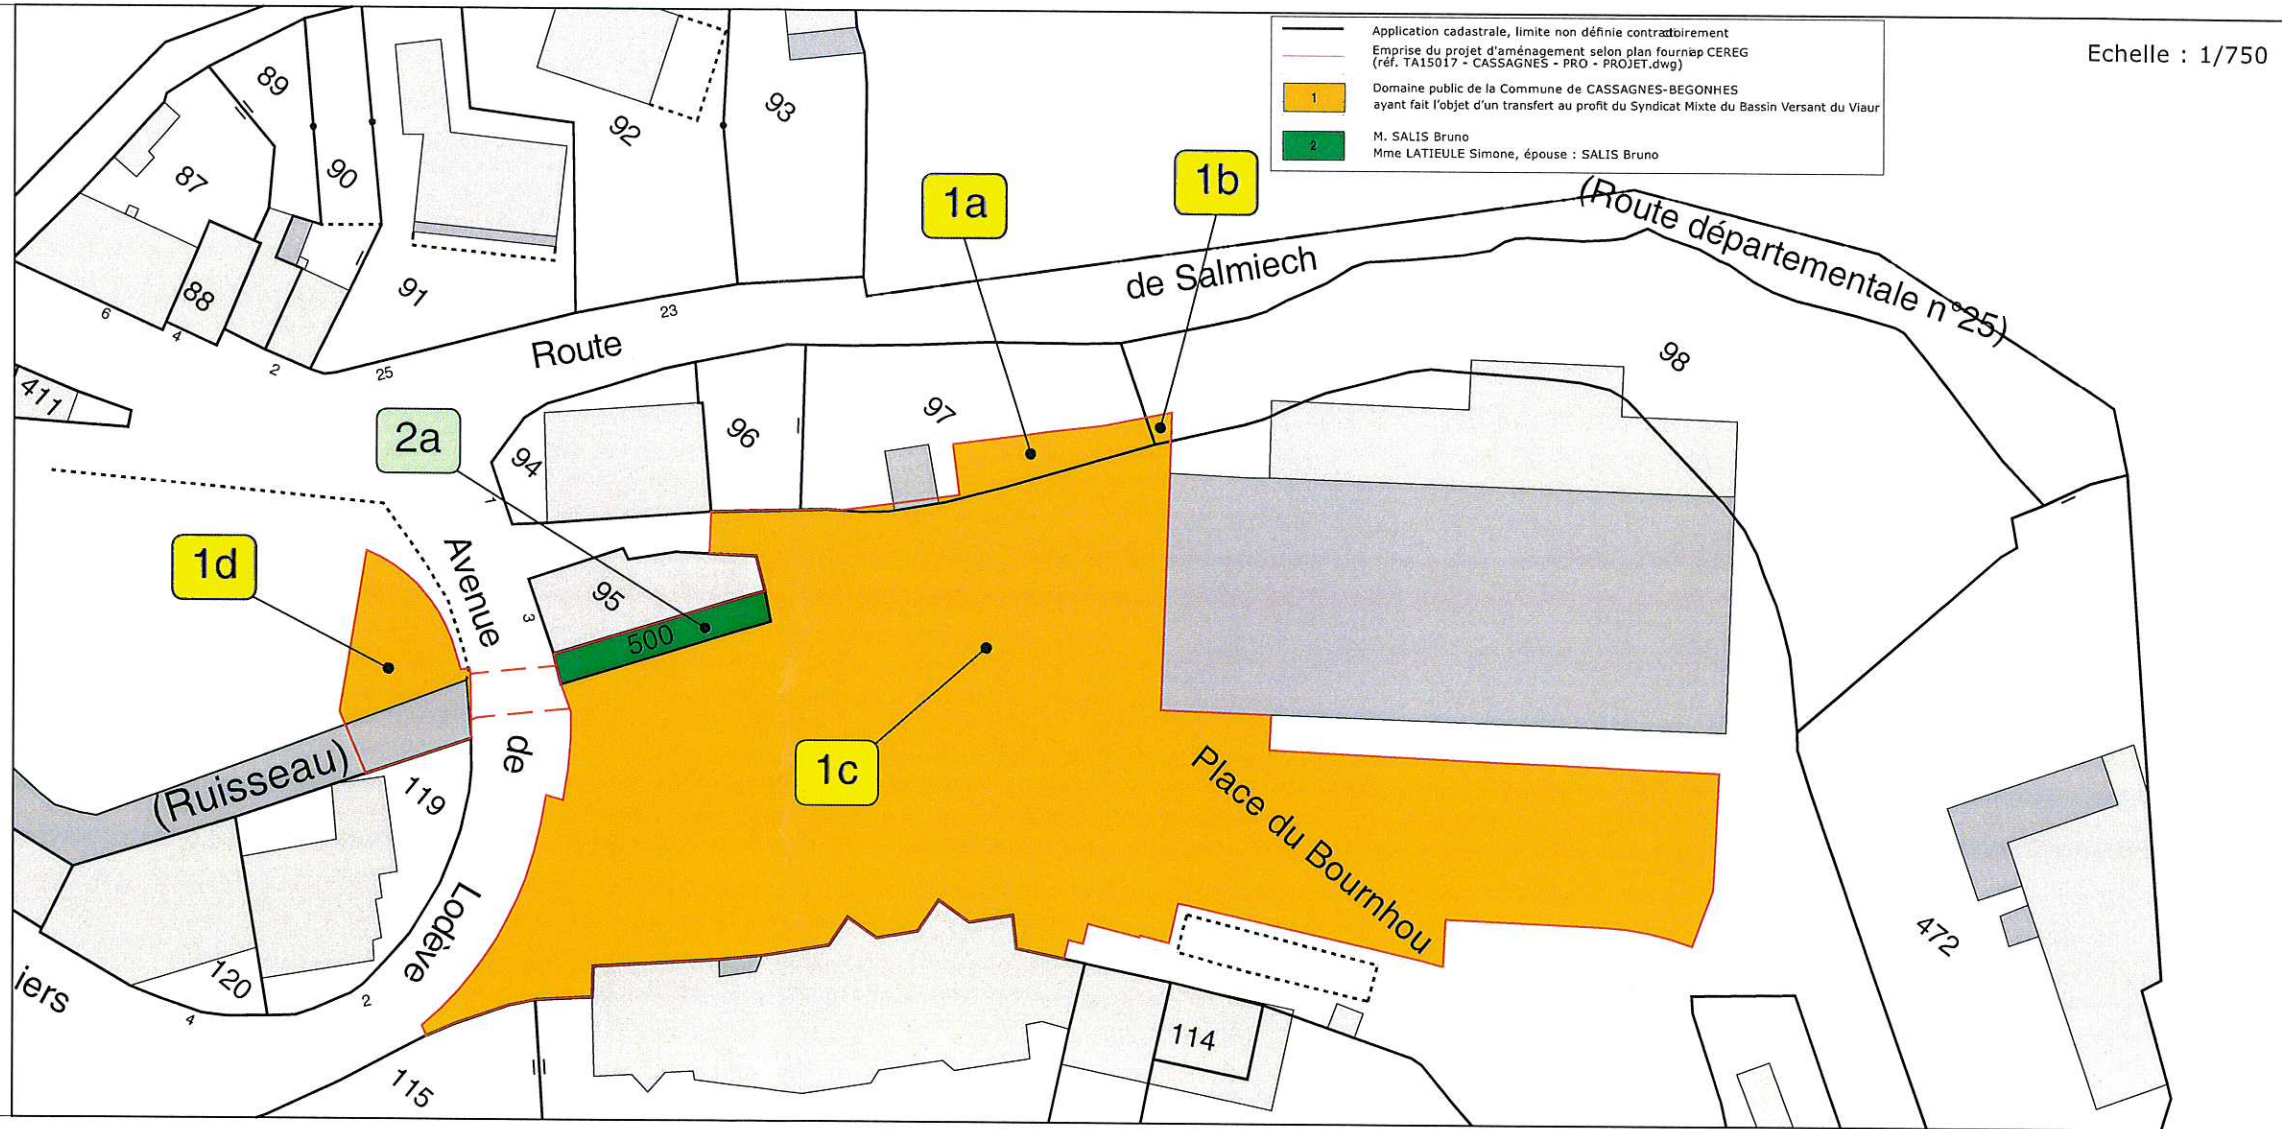 Application cadastrale, limite non définie contradictoirement
Emprise du projet d'aménagement selon plan fourni par CEREG
(réf. TA15017 - CASSAGNES - PRO - PROJET.dwg)
1
Domaine public de la Commune de CASSAGNES-BEGONHES
ayant fait l'objet d'un transfert au profit du Syndicat Mixte du Bassin Versant du Viaur
2
M. SALIS Bruno
Mme LATIEULE Simone, épouse : SALIS Bruno
Echelle : 1/750
89
90
87
88
91
92
93
6
4
2
25
23
411
1a
1b
Route
de Salmiech
(Route départementale n°25)
2a
94
1
96
97
98
1d
Avenue
3
95
500
1c
de
Place du Bournhou
(Ruisseau)
119
Lodève
120
2
4
iers
115
114
472